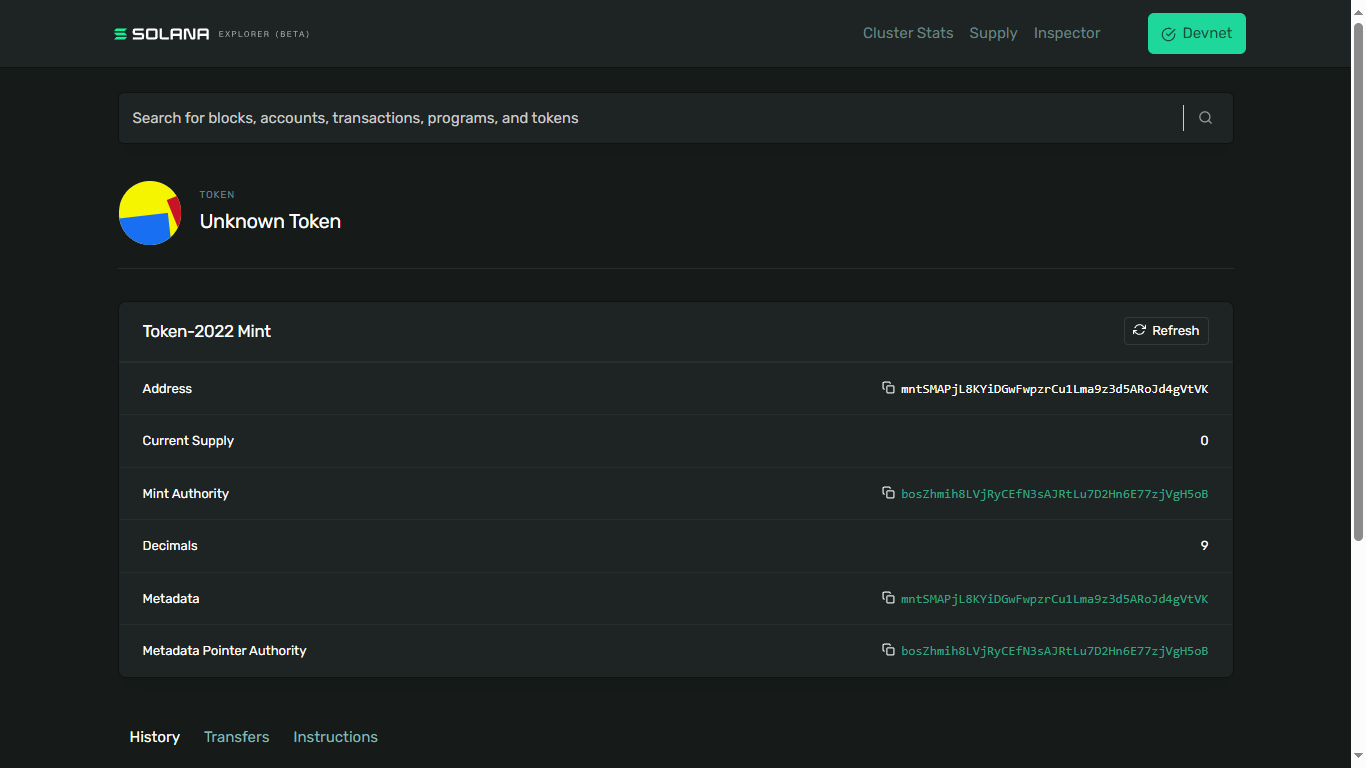 SOLANA EXPLORER (BETA)
Cluster Stats Supply Inspector Devnet
Search for blocks, accounts, transactions, programs, and tokens
TOKEN
Unknown Token
Token-2022 Mint Refresh
Address mntSMAPjL8KYiDGwFwpzrCu1Lma9z3d5ARoJd4gVtVK
Current Supply 0
Mint Authority bosZhmih8LVjRyCEfN3sAJRtLu7D2Hn6E77zjVgH5oB
Decimals 9
Metadata mntSMAPjL8KYiDGwFwpzrCu1Lma9z3d5ARoJd4gVtVK
Metadata Pointer Authority bosZhmih8LVjRyCEfN3sAJRtLu7D2Hn6E77zjVgH5oB
History Transfers Instructions